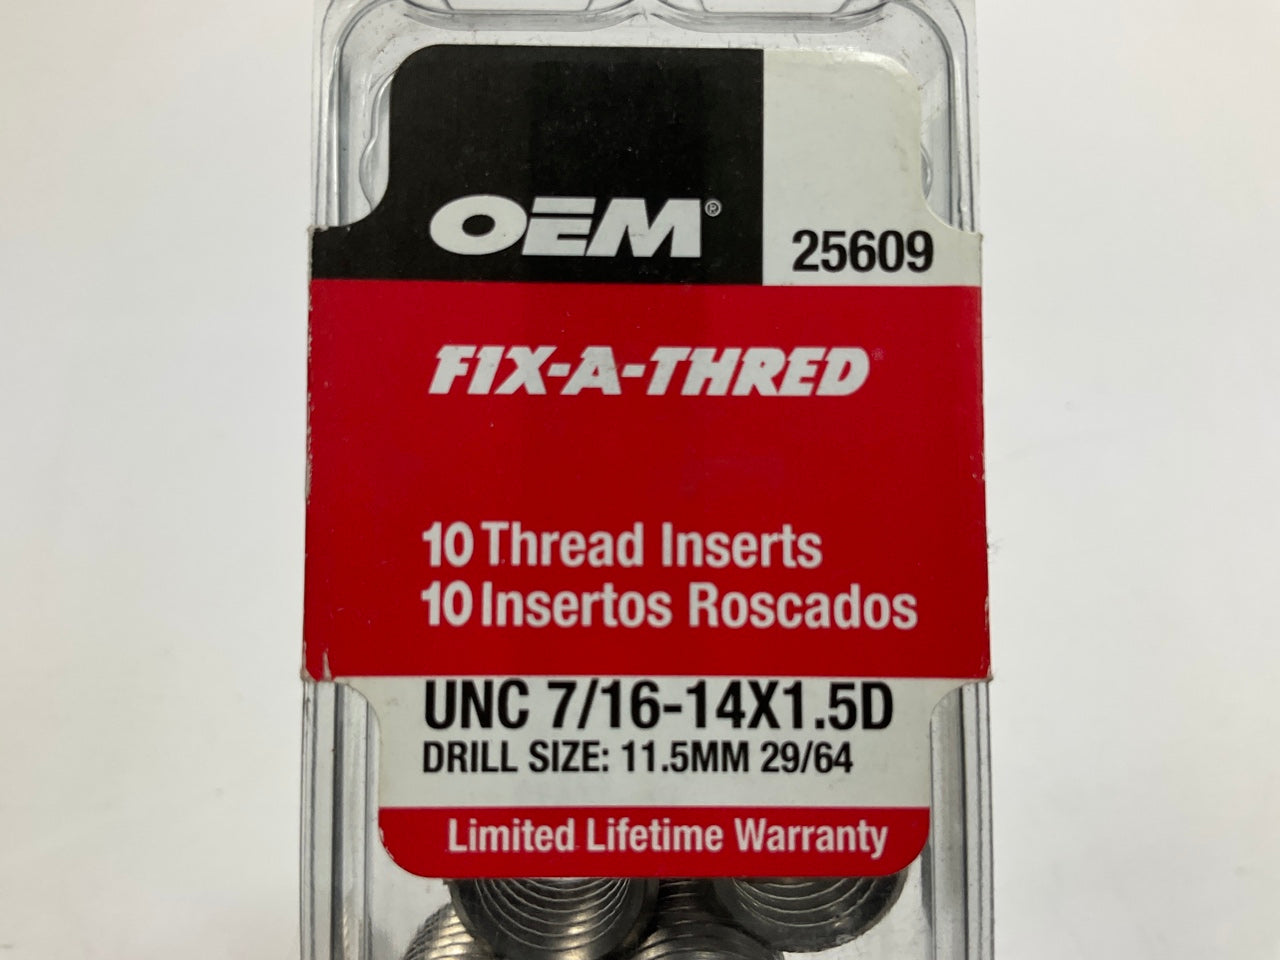 OEM®
25609
FIX-A-THRED
10 Thread Inserts
10 Insertos Roscados
UNC 7/16-14X1.5D
DRILL SIZE: 11.5MM 29/64
Limited Lifetime Warranty